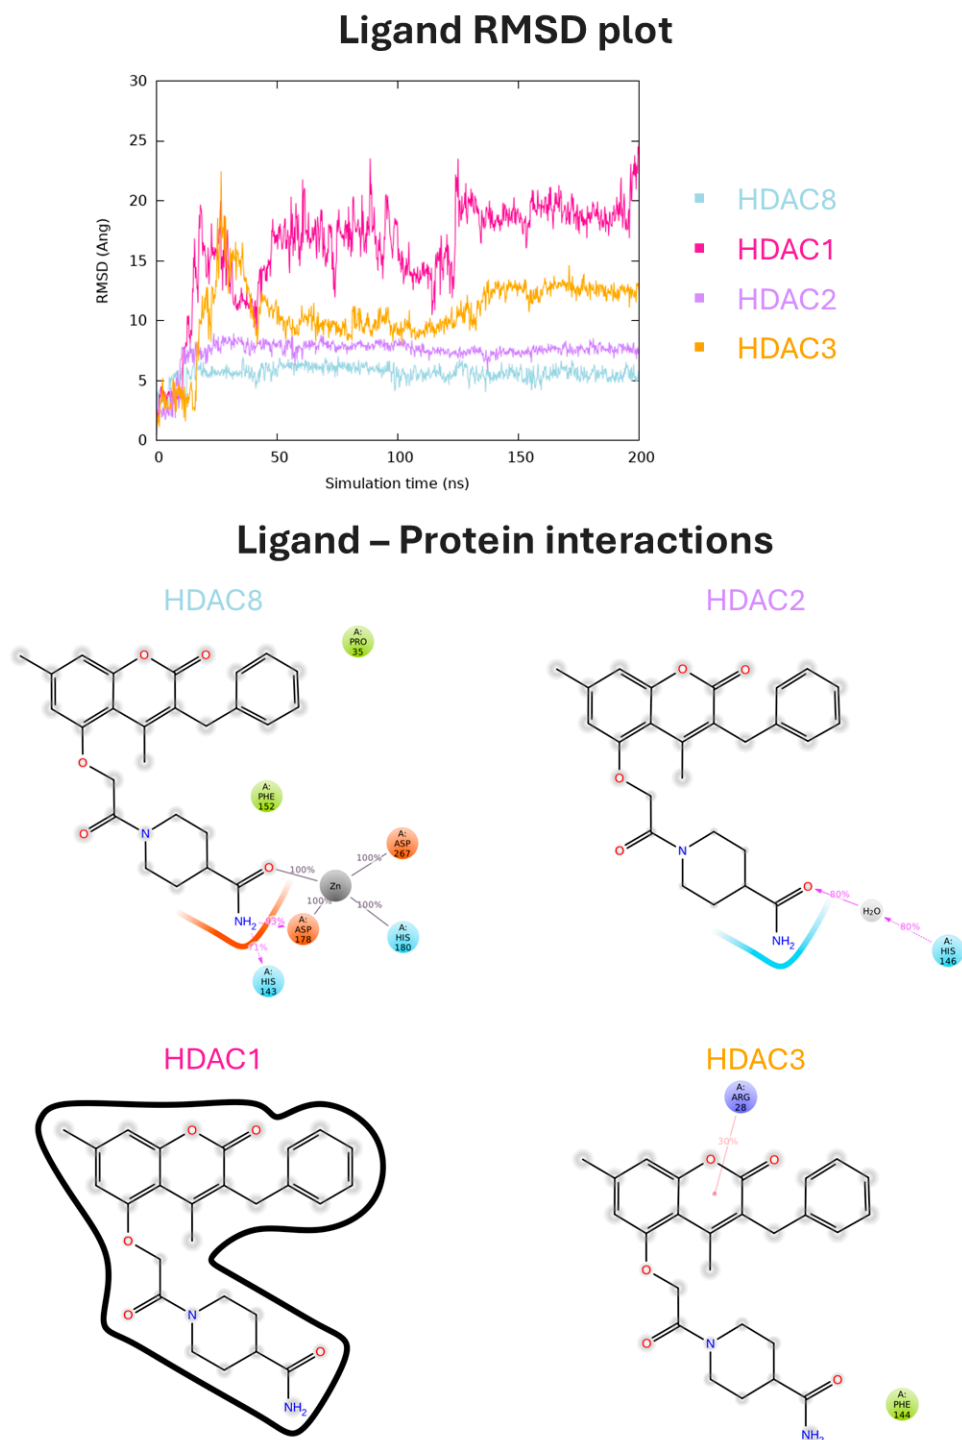 Ligand RMSD plot
30
25
20
15
10
5
0
RMSD (Ang)
0 50 100 150 200
Simulation time (ns)
HDAC8
HDAC1
HDAC2
HDAC3
Ligand – Protein interactions
HDAC8
A:
PRO
35
O
O
O
A:
PHE
152
O
N
O
A:
ASP
267
100%
100%
Zn
100%
100%
NH2
93%
A:
ASP
178
A:
HIS
180
71%
A:
HIS
143
HDAC2
O
O
O
O
N
O
80%
H2O
80%
NH2
A:
HIS
146
HDAC1
O
O
O
O
N
O
NH2
HDAC3
A:
ARG
28
30%
O
O
O
O
N
O
A:
PHE
144
NH2